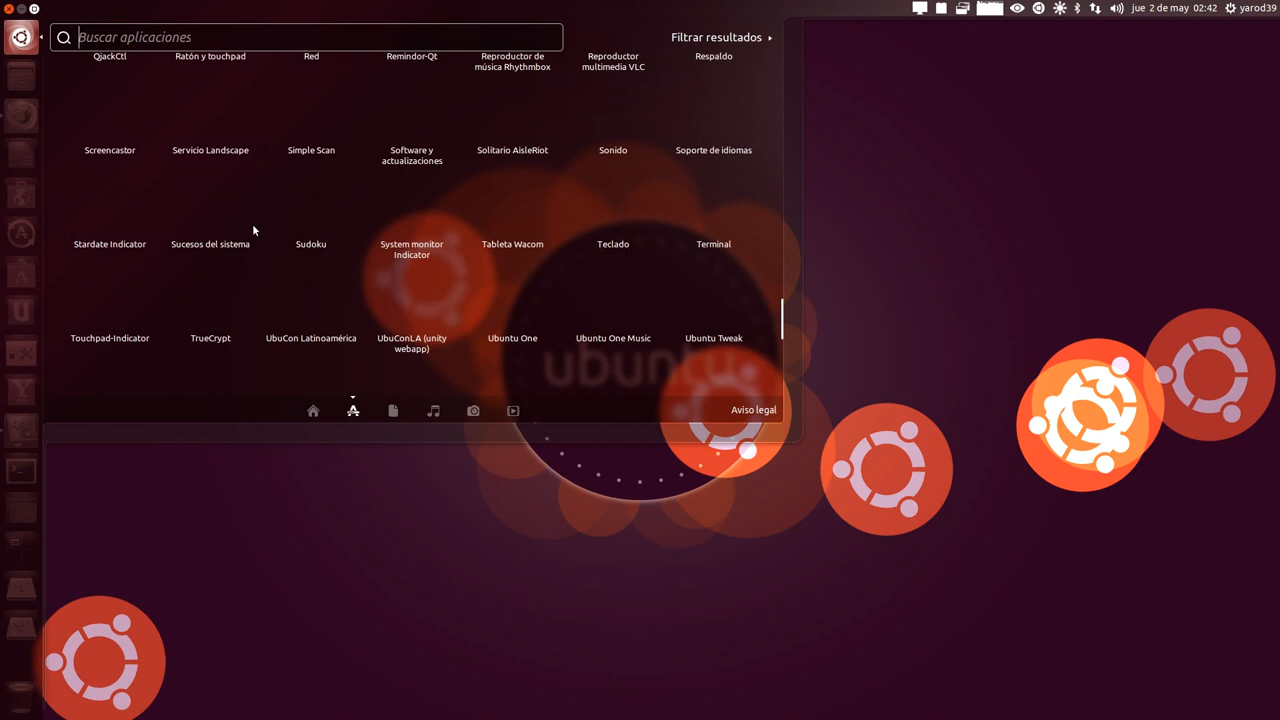 jue 2 de may 02:42 yarod39
Buscar aplicaciones
Filtrar resultados
QjackCtl
Ratón y touchpad
Red
Remindor-Qt
Reproductor de
música Rhythmbox
Reproductor
multimedia VLC
Respaldo
Screencastor
Servicio Landscape
Simple Scan
Software y
actualizaciones
Solitario AisleRiot
Sonido
Soporte de idiomas
Stardate Indicator
Sucesos del sistema
Sudoku
System monitor
Indicator
Tableta Wacom
Teclado
Terminal
Touchpad-Indicator
TrueCrypt
UbuCon Latinoamérica
UbuConLA (unity
webapp)
Ubuntu One
Ubuntu One Music
Ubuntu Tweak
ubuntu
Aviso legal